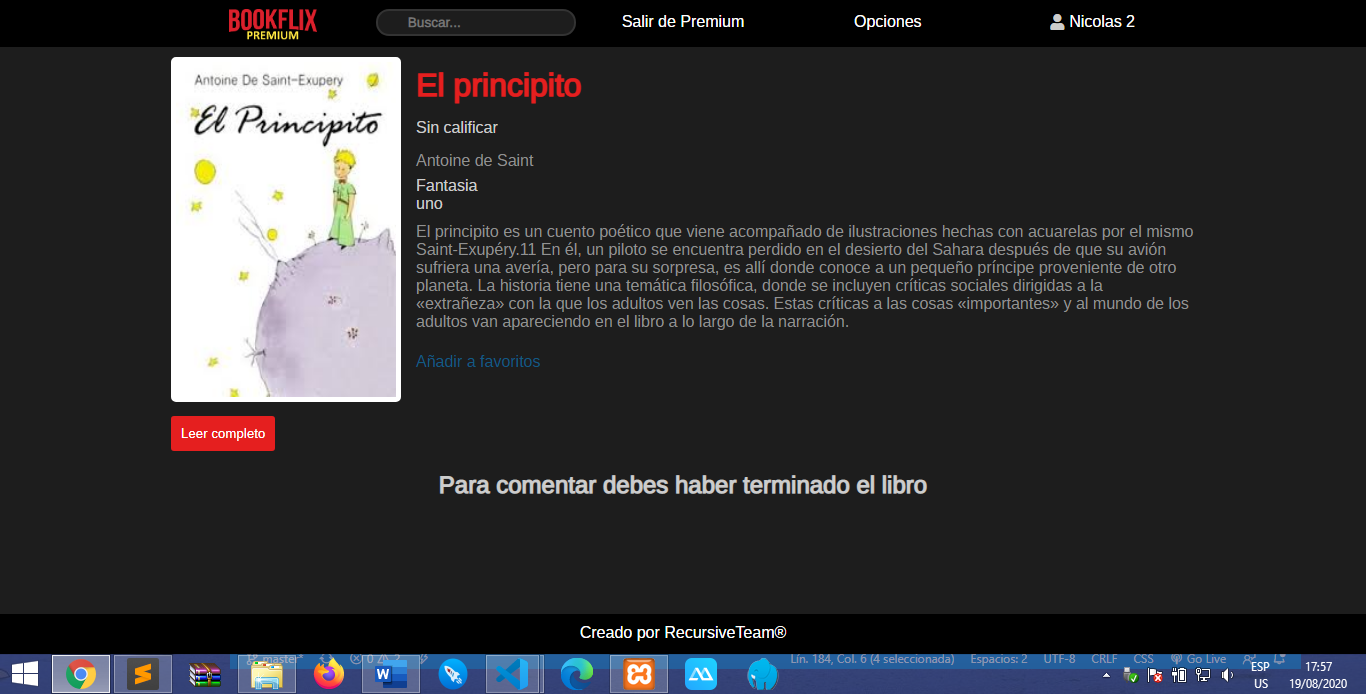 BOOKFLIX
PREMIUM
Buscar...
Salir de Premium
Opciones
Nicolas 2
Antoine De Saint-Exupery
El Principito
El principito
Sin calificar
Antoine de Saint
Fantasia
uno
El principito es un cuento poético que viene acompañado de ilustraciones hechas con acuarelas por el mismo
Saint-Exupéry.11 En él, un piloto se encuentra perdido en el desierto del Sahara después de que su avión
sufriera una avería, pero para su sorpresa, es allí donde conoce a un pequeño príncipe proveniente de otro
planeta. La historia tiene una temática filosófica, donde se incluyen críticas sociales dirigidas a la
«extrañeza» con la que los adultos ven las cosas. Estas críticas a las cosas «importantes» y al mundo de los
adultos van apareciendo en el libro a lo largo de la narración.
Añadir a favoritos
Leer completo
Para comentar debes haber terminado el libro
Creado por RecursiveTeam®
master*
0
2
Lín. 184, Col. 6 (4 seleccionada)
Espacios: 2
UTF-8
CRLF
CSS
Go Live
ESP
US
17:57
19/08/2020